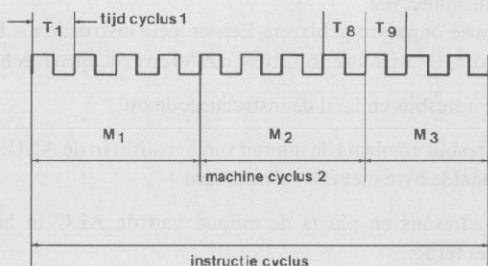 T1
tijd cyclus 1
T8
T9
M1
M2
M3
machine cyclus 2
instructie cyclus